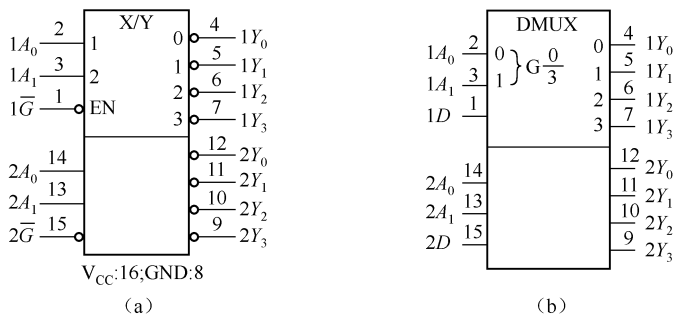 X/Y
2 1A₀ 1 0 4 1Y₀
3 1A₁ 2 1 5 1Y₁
1 1G̅ EN 2 6 1Y₂
3 7 1Y₃
14 2A₀ 12 2Y₀
13 2A₁ 11 2Y₁
15 2G̅ 10 2Y₂
9 2Y₃
V_CC:16;GND:8
（a）
DMUX
2 1A₀ 0 } G 0/3 0 4 1Y₀
3 1A₁ 1 1 5 1Y₁
1 1D 2 6 1Y₂
3 7 1Y₃
14 2A₀ 12 2Y₀
13 2A₁ 11 2Y₁
15 2D 10 2Y₂
9 2Y₃
（b）